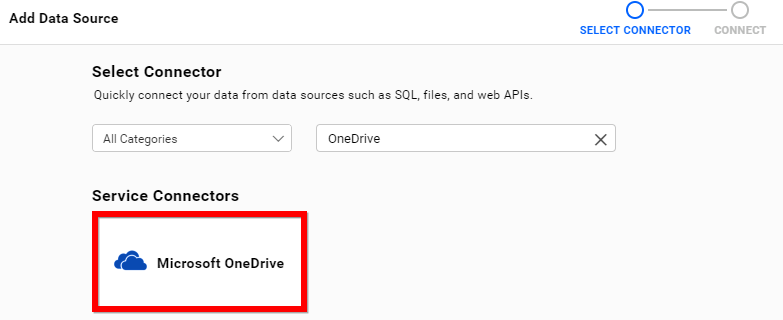 Add Data Source
SELECT CONNECTOR
CONNECT
Select Connector
Quickly connect your data from data sources such as SQL, files, and web APIs.
All Categories
OneDrive
Service Connectors
Microsoft OneDrive